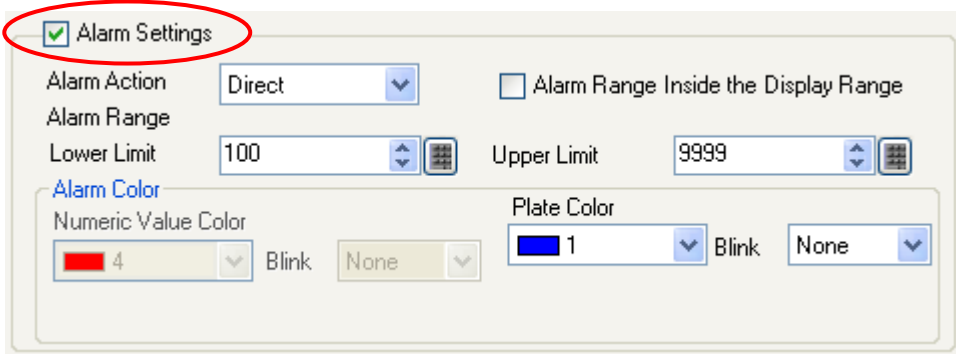 Alarm Settings
Alarm Action Direct Alarm Range Inside the Display Range
Alarm Range
Lower Limit 100 Upper Limit 9999
Alarm Color
Numeric Value Color Plate Color
4 Blink None 1 Blink None